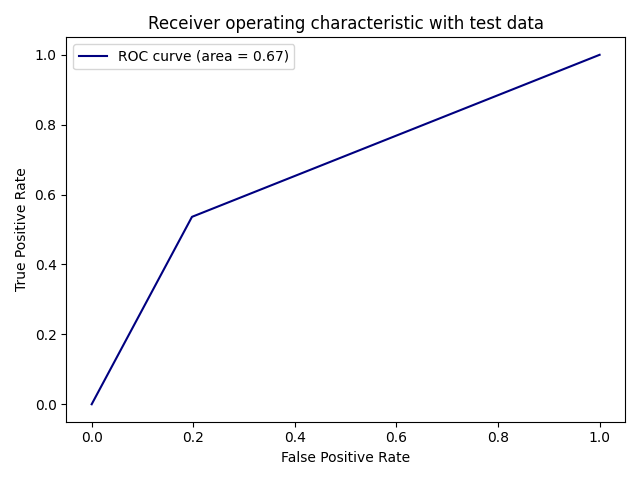 Receiver operating characteristic with test data
ROC curve (area = 0.67)
1.0
0.8
0.6
0.4
0.2
0.0
True Positive Rate
0.0 0.2 0.4 0.6 0.8 1.0
False Positive Rate